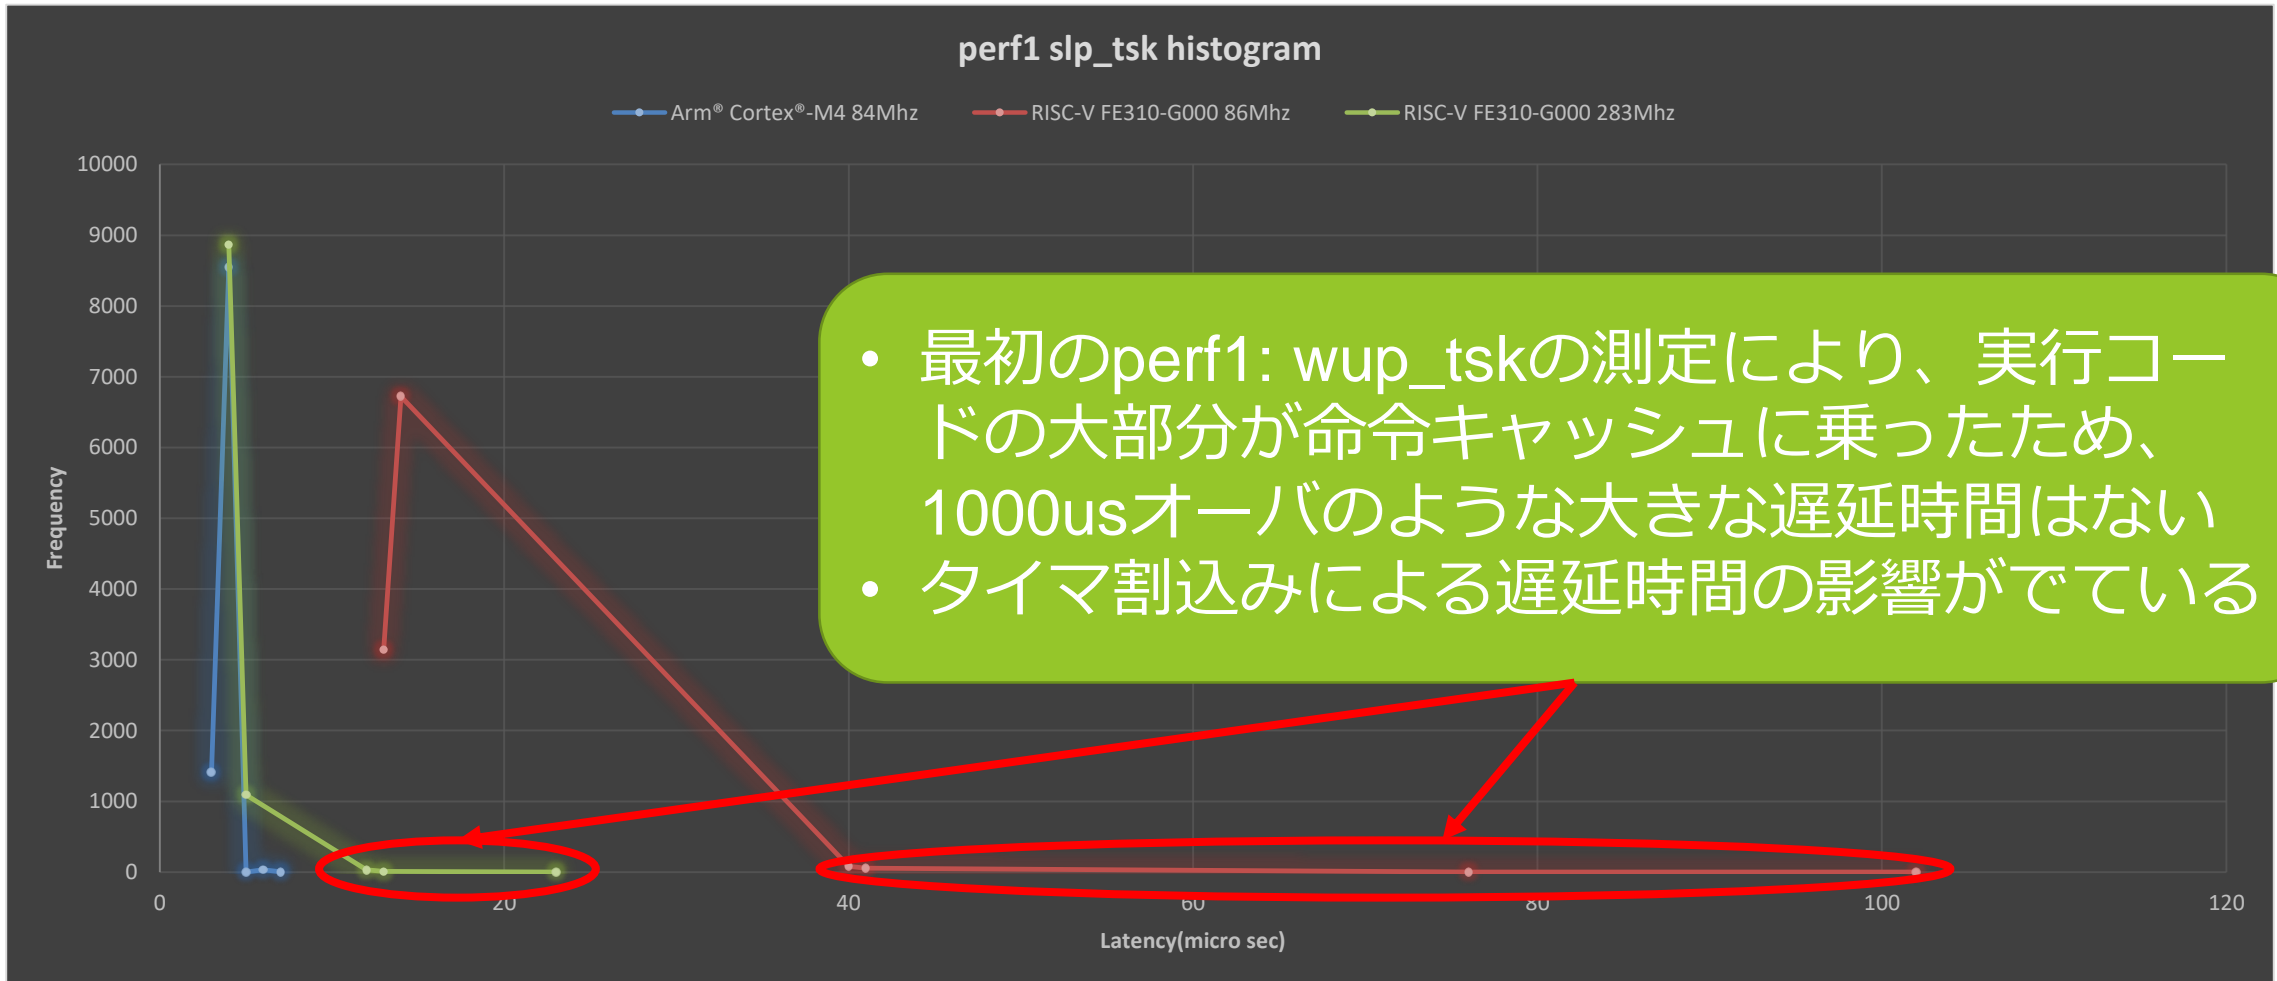 perf1 slp_tsk histogram
Arm® Cortex®-M4 84Mhz
RISC-V FE310-G000 86Mhz
RISC-V FE310-G000 283Mhz
10000
9000
8000
7000
6000
5000
4000
3000
2000
1000
0
Frequency
• 最初のperf1: wup_tskの測定により、実行コー
ドの大部分が命令キャッシュに乗ったため、
1000usオーバのような大きな遅延時間はない
• タイマ割込みによる遅延時間の影響がでている
0
20
40
60
80
100
120
Latency(micro sec)